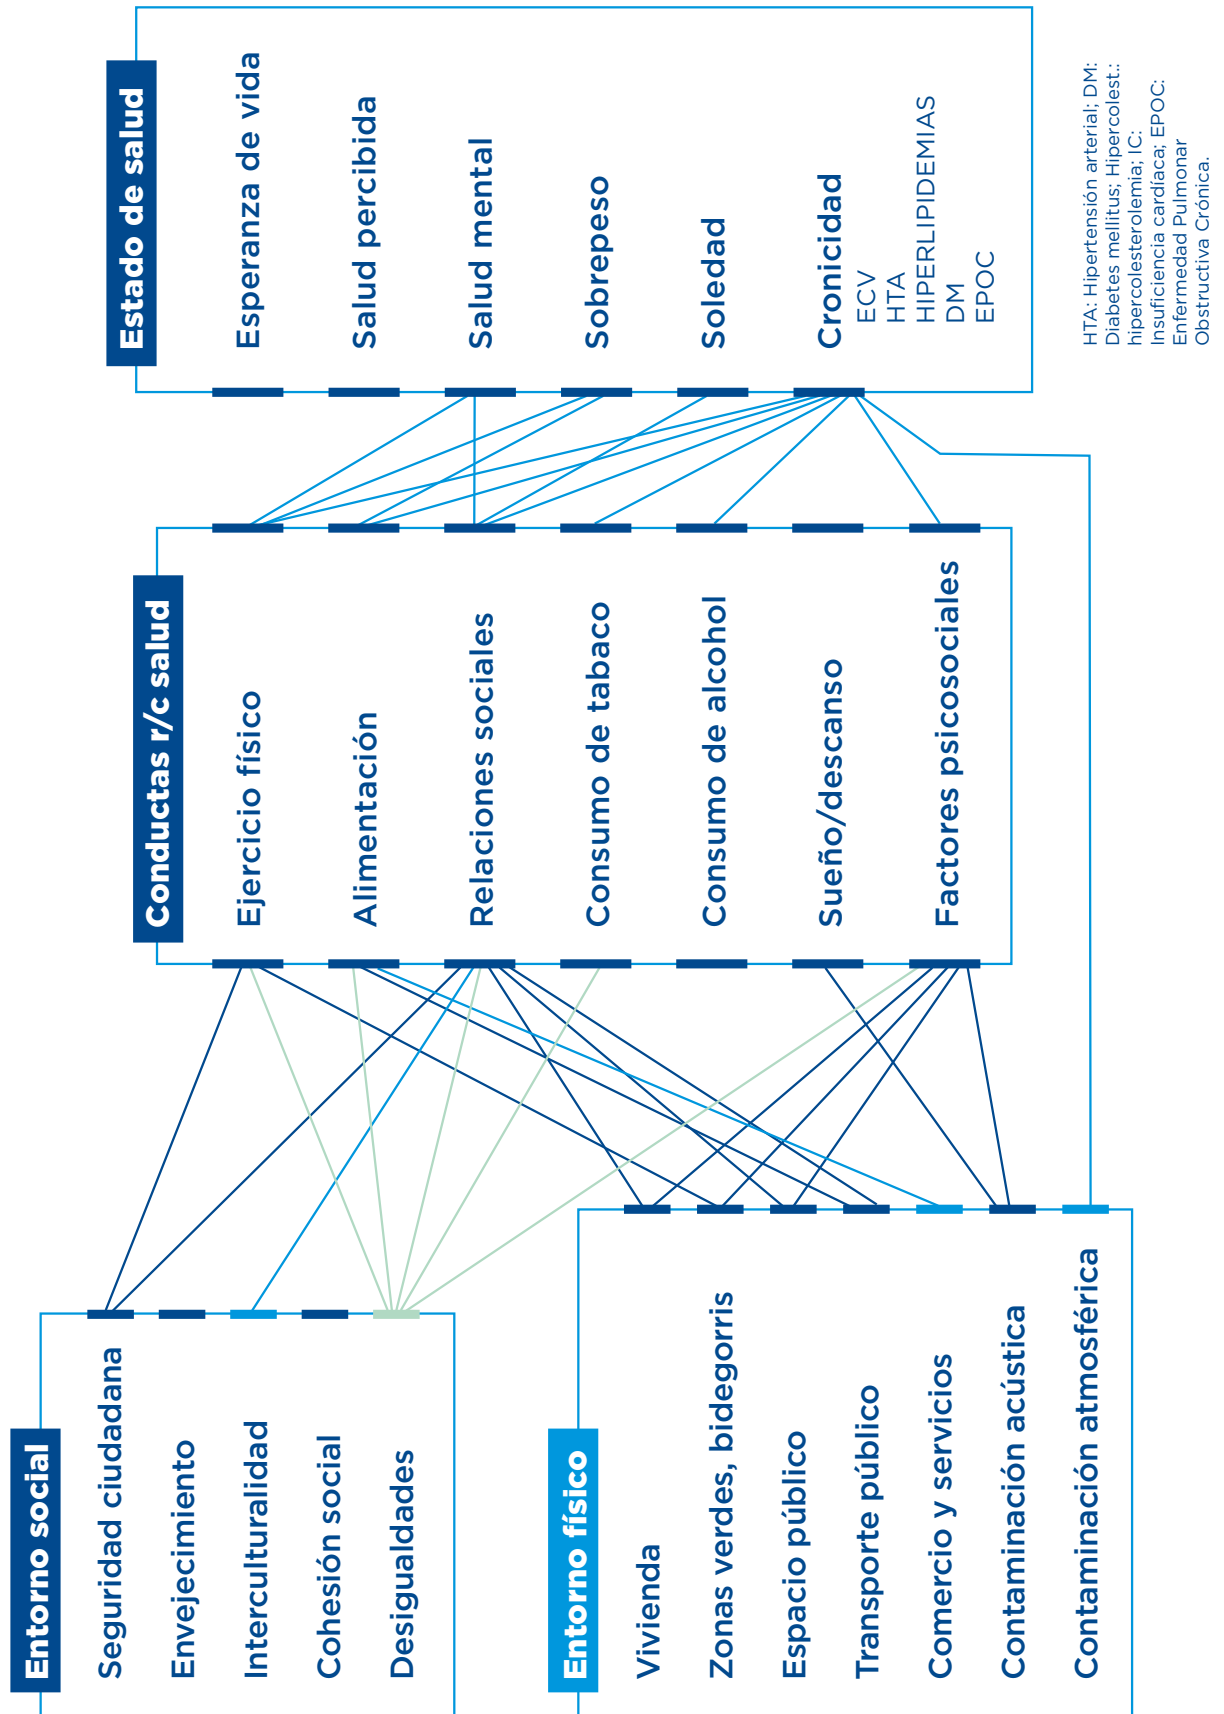 Entorno social
Seguridad ciudadana
Envejecimiento
Interculturalidad
Cohesión social
Desigualdades
Entorno físico
Vivienda
Zonas verdes, bidegorris
Espacio público
Transporte público
Comercio y servicios
Contaminación acústica
Contaminación atmosférica
Conductas r/c salud
Ejercicio físico
Alimentación
Relaciones sociales
Consumo de tabaco
Consumo de alcohol
Sueño/descanso
Factores psicosociales
Estado de salud
Esperanza de vida
Salud percibida
Salud mental
Sobrepeso
Soledad
Cronicidad
ECV
HTA
HIPERLIPIDEMIAS
DM
EPOC
HTA: Hipertensión arterial; DM:
Diabetes mellitus; Hipercolest.:
hipercolesterolemia; IC:
Insuficiencia cardíaca; EPOC:
Enfermedad Pulmonar
Obstructiva Crónica.